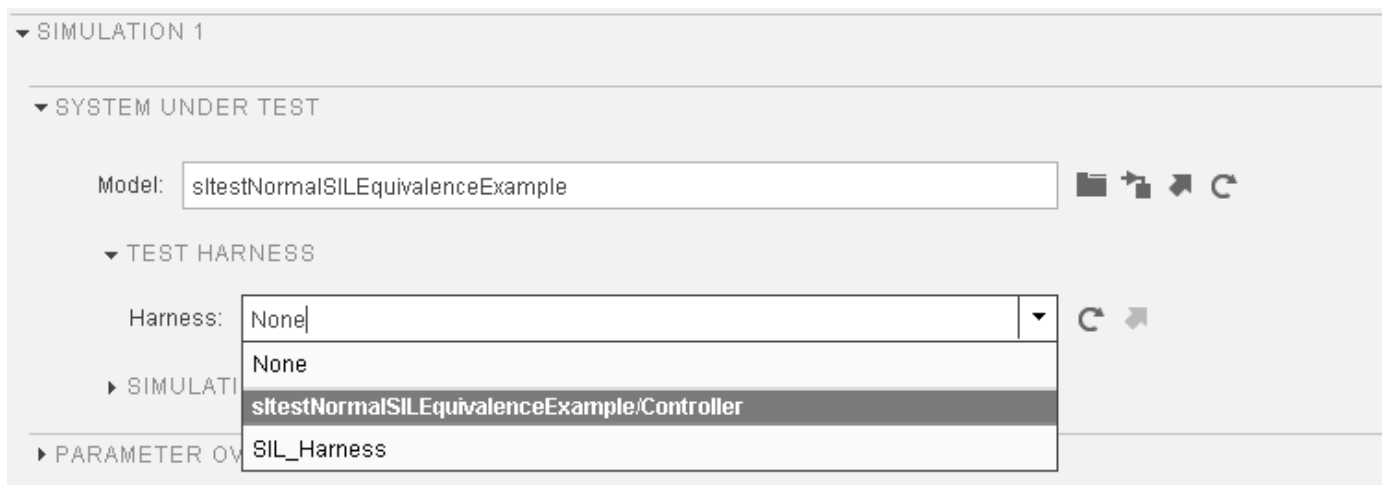 SIMULATION 1
SYSTEM UNDER TEST
Model: sltestNormalSILEquivalenceExample
TEST HARNESS
Harness: None
None
SIMULATI
sltestNormalSILEquivalenceExample/Controller
SIL_Harness
PARAMETER OV